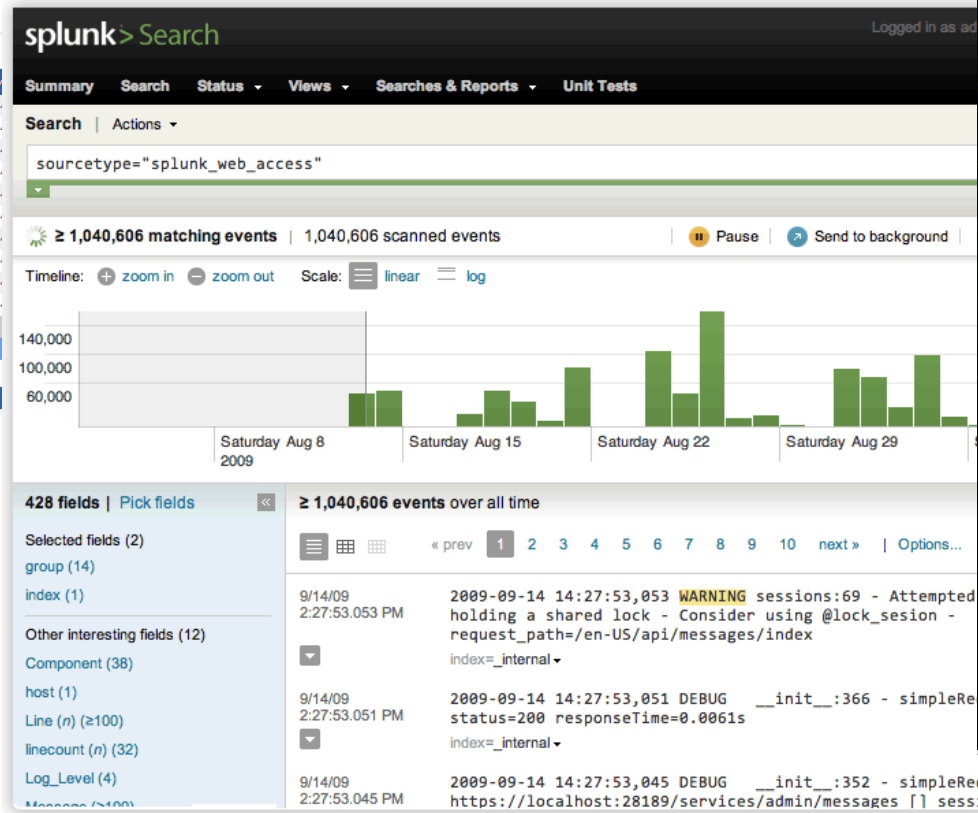 splunk> Search
Logged in as ad
Summary Search Status Views Searches & Reports Unit Tests
Search | Actions
sourcetype="splunk_web_access"
≥ 1,040,606 matching events | 1,040,606 scanned events
Pause Send to background
Timeline: zoom in zoom out Scale: linear log
140,000
100,000
60,000
Saturday Aug 8
2009
Saturday Aug 15
Saturday Aug 22
Saturday Aug 29
428 fields | Pick fields
«
Selected fields (2)
group (14)
index (1)
Other interesting fields (12)
Component (38)
host (1)
Line (n) (≥100)
linecount (n) (32)
Log_Level (4)
Message (≥100)
≥ 1,040,606 events over all time
« prev 1 2 3 4 5 6 7 8 9 10 next » | Options...
9/14/09
2:27:53.053 PM
2009-09-14 14:27:53,053 WARNING sessions:69 - Attempted
holding a shared lock - Consider using @lock_sesion -
request_path=/en-US/api/messages/index
index=_internal
9/14/09
2:27:53.051 PM
2009-09-14 14:27:53,051 DEBUG __init__:366 - simpleRe
status=200 responseTime=0.0061s
index=_internal
9/14/09
2:27:53.045 PM
2009-09-14 14:27:53,045 DEBUG __init__:352 - simpleRe
https://localhost:28189/services/admin/messages [] sess